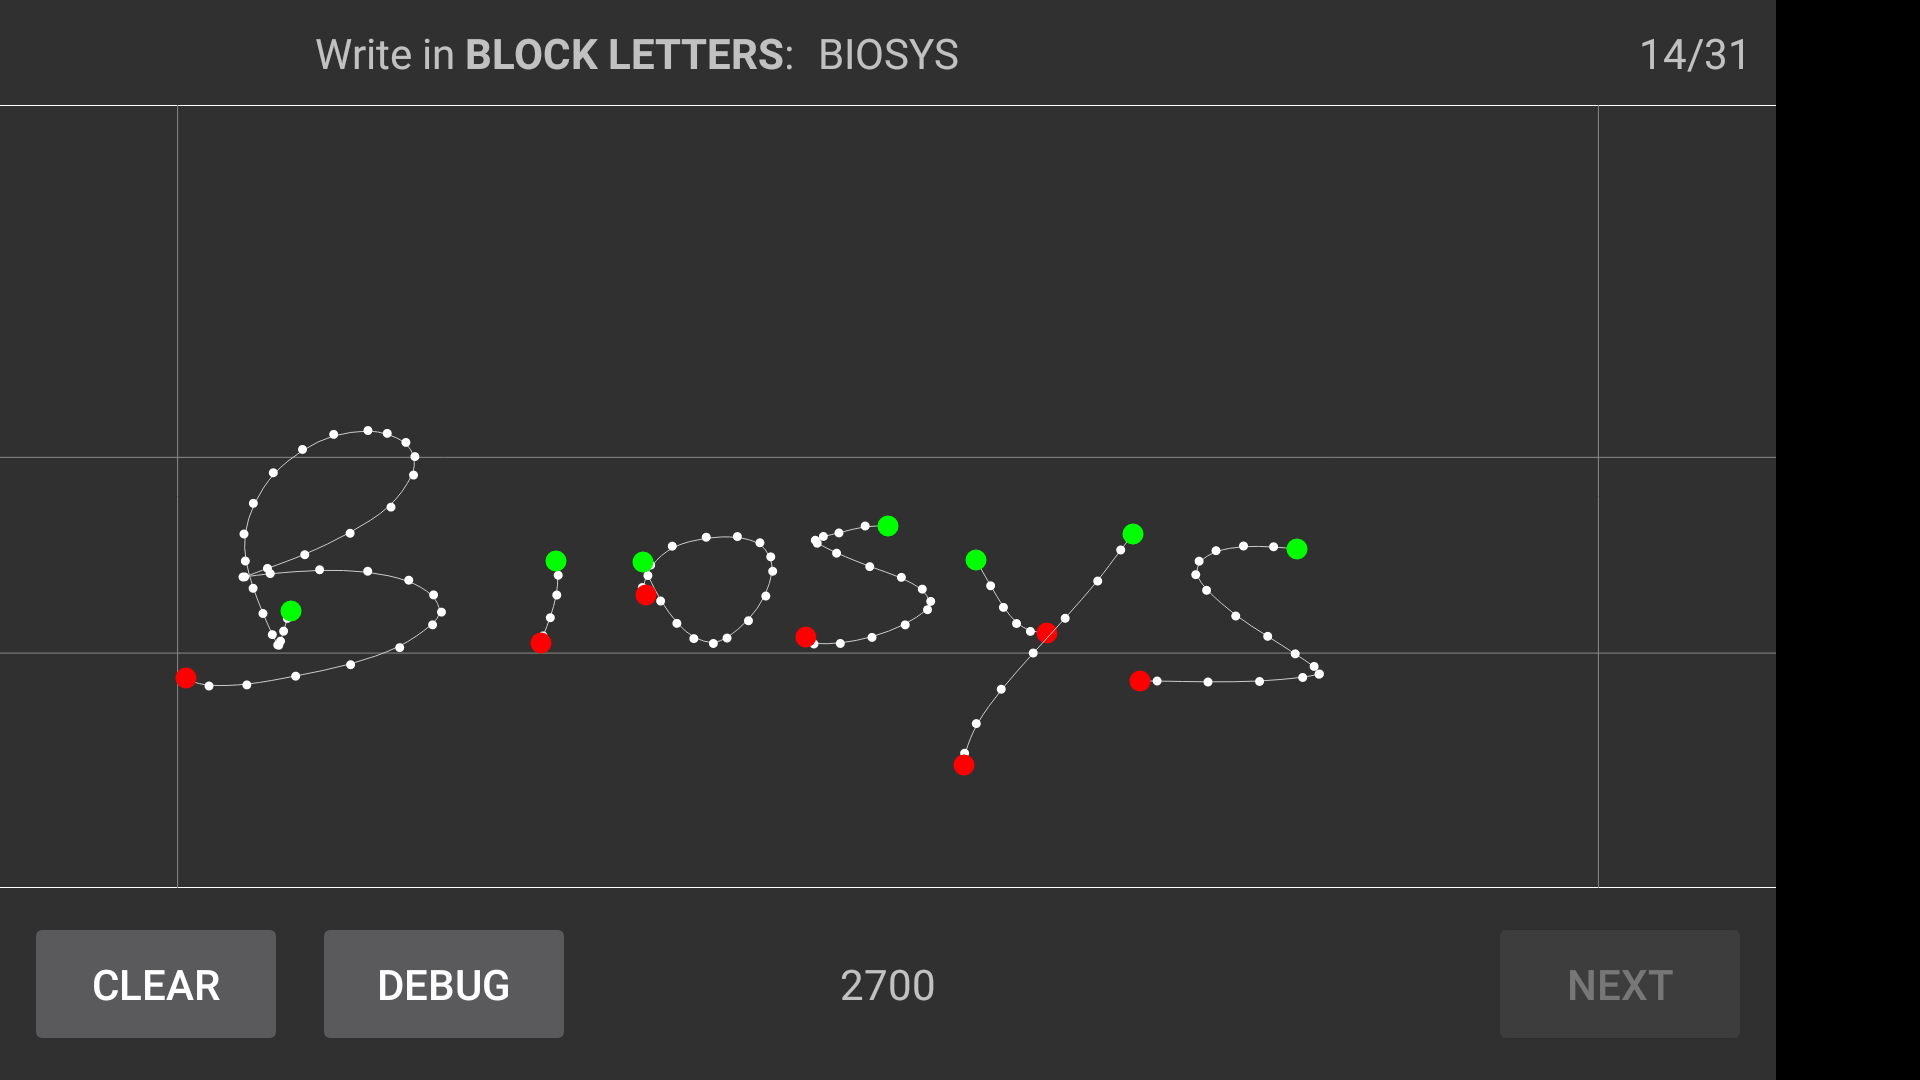 Write in BLOCK LETTERS: BIOSYS 14/31
BIOSYS
CLEAR DEBUG 2700 NEXT